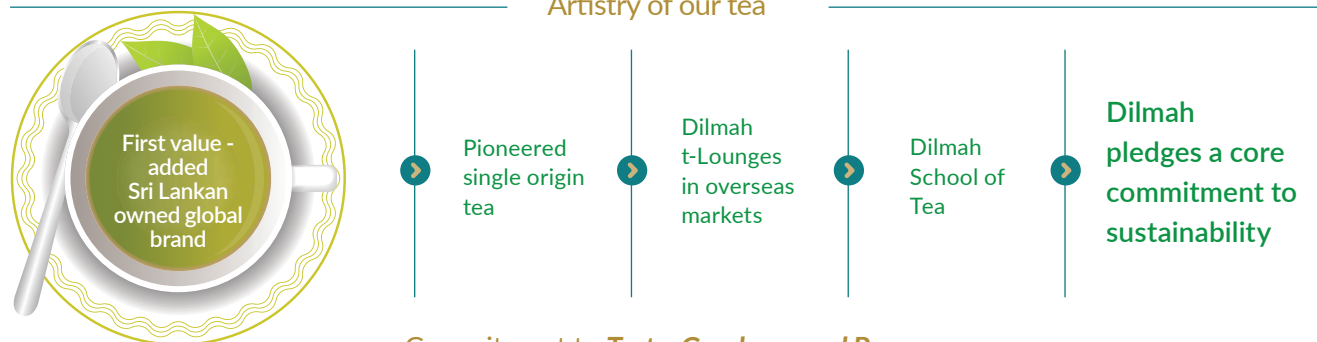 Artistry of our tea
First value -
added
Sri Lankan
owned global
brand
Pioneered
single origin
tea
Dilmah
t-Lounges
in overseas
markets
Dilmah
School of
Tea
Dilmah
pledges a core
commitment to
sustainability